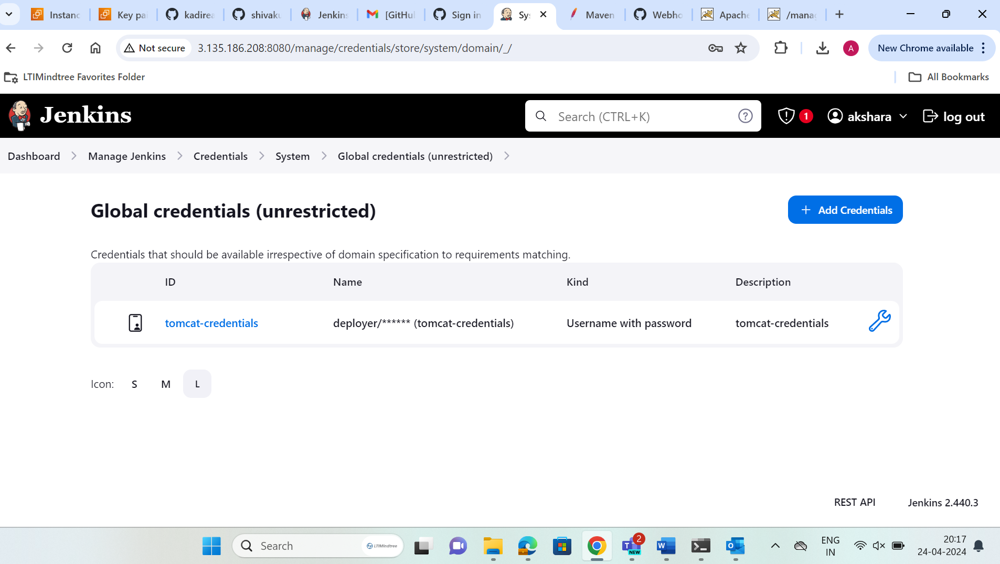 Instanc
Key pai
kadirea
shivaku
Jenkins
[GitHul
Sign in
Sys
Maven
Webho
Apache
/manag
Not secure
3.135.186.208:8080/manage/credentials/store/system/domain/_/
A
New Chrome available
LTIMindtree Favorites Folder
All Bookmarks
Jenkins
Search (CTRL+K)
1
akshara
log out
Dashboard
Manage Jenkins
Credentials
System
Global credentials (unrestricted)
Global credentials (unrestricted)
Add Credentials
Credentials that should be available irrespective of domain specification to requirements matching.
ID Name Kind Description
tomcat-credentials deployer/****** (tomcat-credentials) Username with password tomcat-credentials
Icon: S M L
REST API
Jenkins 2.440.3
Search
LTIMindtree
2
NEW
ENG
IN
20:17
24-04-2024